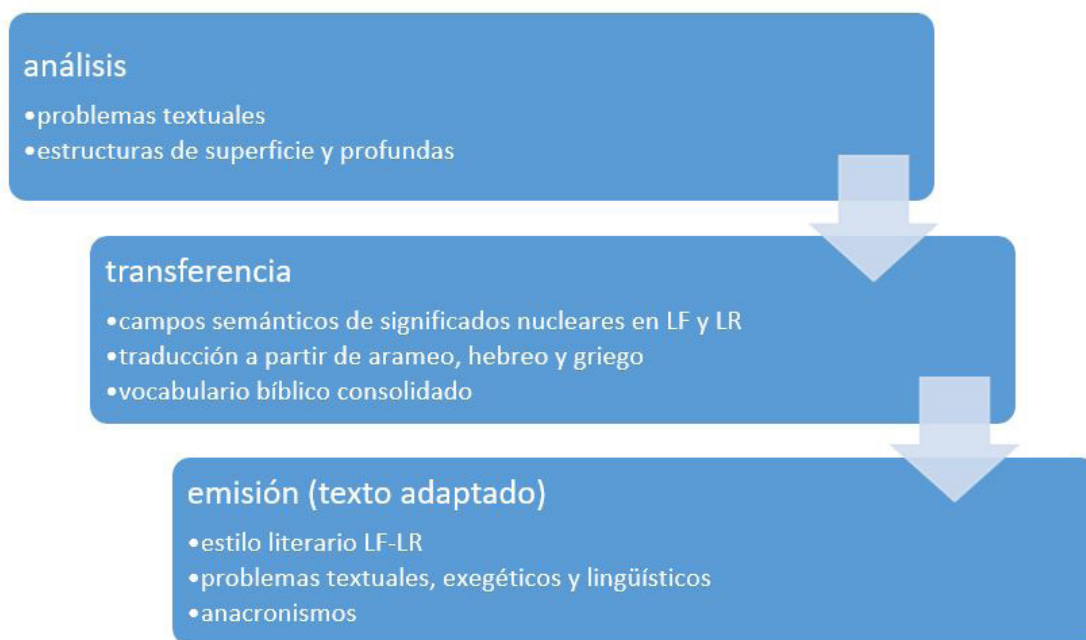 análisis
•problemas textuales
•estructuras de superficie y profundas
transferencia
•campos semánticos de significados nucleares en LF y LR
•traducción a partir de arameo, hebreo y griego
•vocabulario bíblico consolidado
emisión (texto adaptado)
•estilo literario LF-LR
•problemas textuales, exegéticos y lingüísticos
•anacronismos